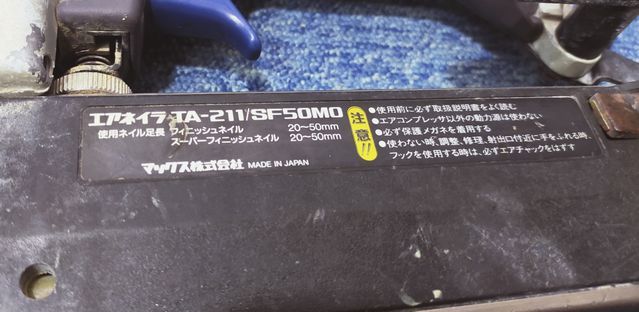 エアネイラ TA-211/SF50MO
使用ネイル足長 フィニッシュネイル 20~50mm
スーパーフィニッシュネイル 20~50mm
マックス株式会社 MADE IN JAPAN
注意!!
●使用前に必ず取扱説明書をよく読む
●エアコンプレッサ以外の動力源は使わない
●必ず保護メガネを着用する
●使わない時、調整、修理、射出口付近に手をふれる時
フックを使用する時は、必ずエアチャックをはずす